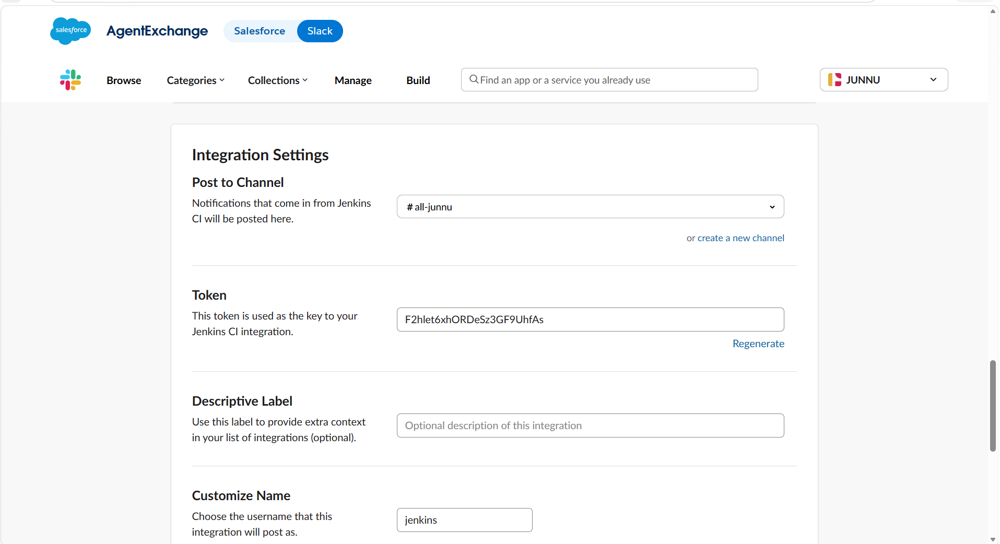 salesforce
AgentExchange
Salesforce
Slack
Browse
Categories
Collections
Manage
Build
Find an app or a service you already use
JUNNU
Integration Settings
Post to Channel
Notifications that come in from Jenkins
CI will be posted here.
# all-junnu
or create a new channel
Token
This token is used as the key to your
Jenkins CI integration.
F2hlet6xhORDeSz3GF9UhfAs
Regenerate
Descriptive Label
Use this label to provide extra context
in your list of integrations (optional).
Optional description of this integration
Customize Name
Choose the username that this
integration will post as.
jenkins